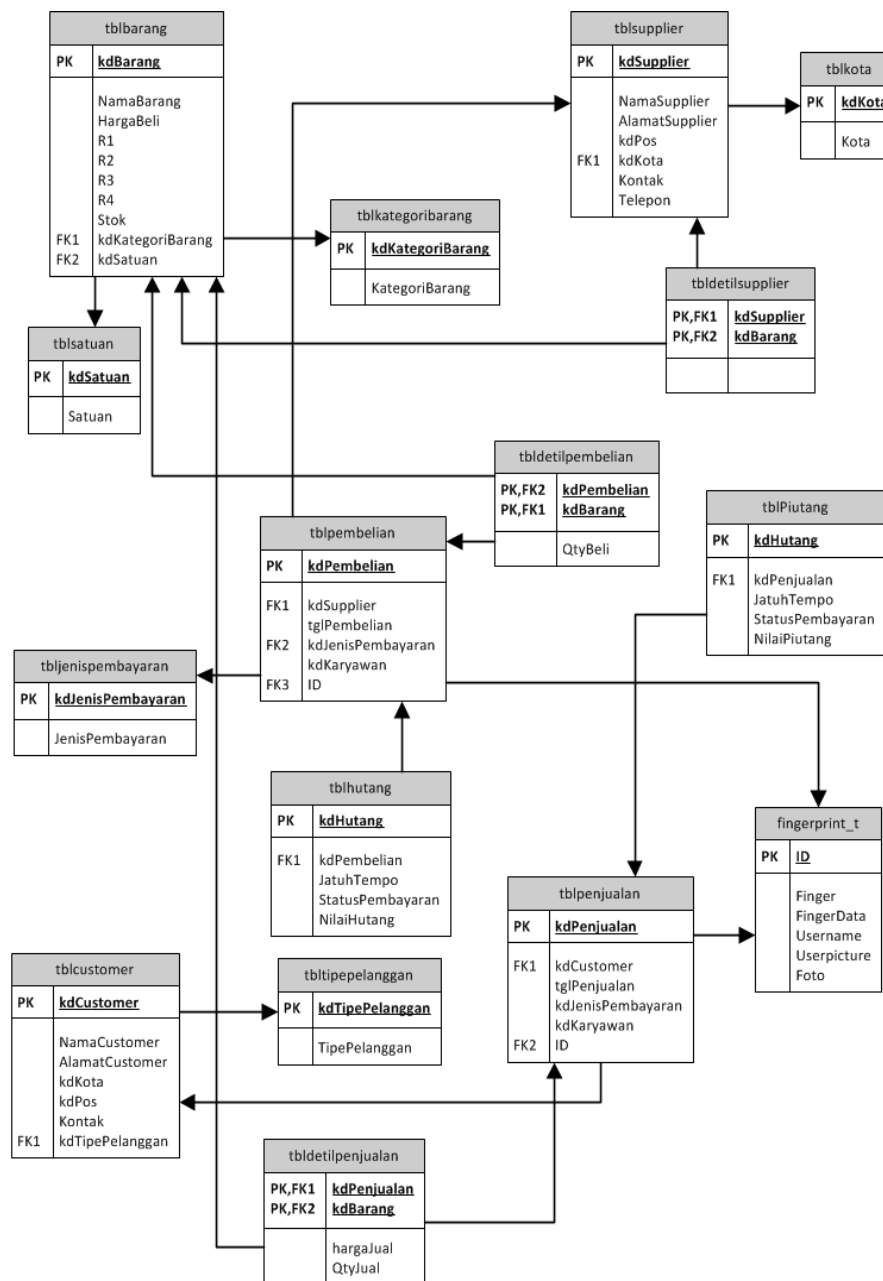 tblbarang
PK kdBarang
NamaBarang
HargaBeli
R1
R2
R3
R4
Stok
FK1 kdKategoriBarang
FK2 kdSatuan
tblsupplier
PK kdSupplier
NamaSupplier
AlamatSupplier
kdPos
FK1 kdKota
Kontak
Telepon
tblkota
PK kdKota
Kota
tblkategoribarang
PK kdKategoriBarang
KategoriBarang
tbldetilsupplier
PK,FK1 kdSupplier
PK,FK2 kdBarang
tblsatuan
PK kdSatuan
Satuan
tbldetilpembelian
PK,FK2 kdPembelian
PK,FK1 kdBarang
QtyBeli
tblPiutang
PK kdHutang
FK1 kdPenjualan
JatuhTempo
StatusPembayaran
NilaiPiutang
tblpembelian
PK kdPembelian
FK1 kdSupplier
tglPembelian
FK2 kdJenisPembayaran
kdKaryawan
FK3 ID
tbljenispembayaran
PK kdJenisPembayaran
JenisPembayaran
tblhutang
PK kdHutang
FK1 kdPembelian
JatuhTempo
StatusPembayaran
NilaiHutang
fingerprint_t
PK ID
Finger
FingerData
Username
Userpicture
Foto
tblpenjualan
PK kdPenjualan
FK1 kdCustomer
tglPenjualan
kdJenisPembayaran
kdKaryawan
FK2 ID
tblcustomer
PK kdCustomer
NamaCustomer
AlamatCustomer
kdKota
kdPos
Kontak
FK1 kdTipePelanggan
tbltipepelanggan
PK kdTipePelanggan
TipePelanggan
tbldetilpenjualan
PK,FK1 kdPenjualan
PK,FK2 kdBarang
hargaJual
QtyJual